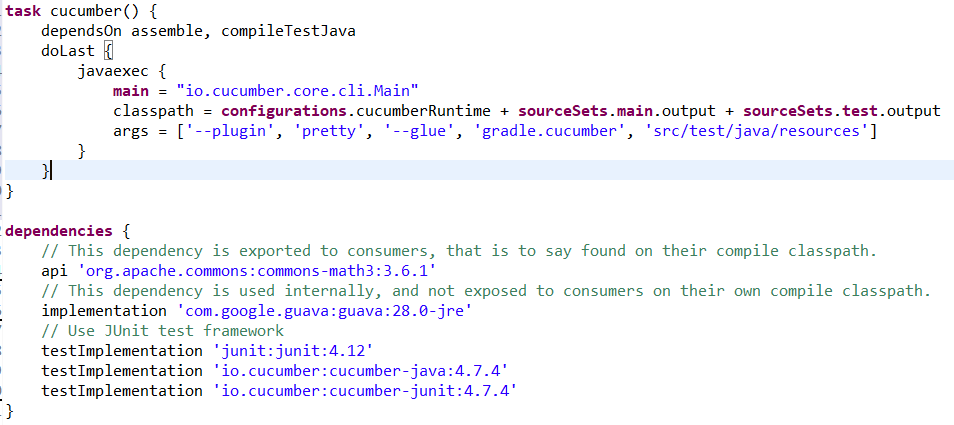 task cucumber() {
    dependsOn assemble, compileTestJava
    doLast {
        javaexec {
            main = "io.cucumber.core.cli.Main"
            classpath = configurations.cucumberRuntime + sourceSets.main.output + sourceSets.test.output
            args = ['--plugin', 'pretty', '--glue', 'gradle.cucumber', 'src/test/java/resources']
        }
    }
}
dependencies {
    // This dependency is exported to consumers, that is to say found on their compile classpath.
    api 'org.apache.commons:commons-math3:3.6.1'
    // This dependency is used internally, and not exposed to consumers on their own compile classpath.
    implementation 'com.google.guava:guava:28.0-jre'
    // Use JUnit test framework
    testImplementation 'junit:junit:4.12'
    testImplementation 'io.cucumber:cucumber-java:4.7.4'
    testImplementation 'io.cucumber:cucumber-junit:4.7.4'
}